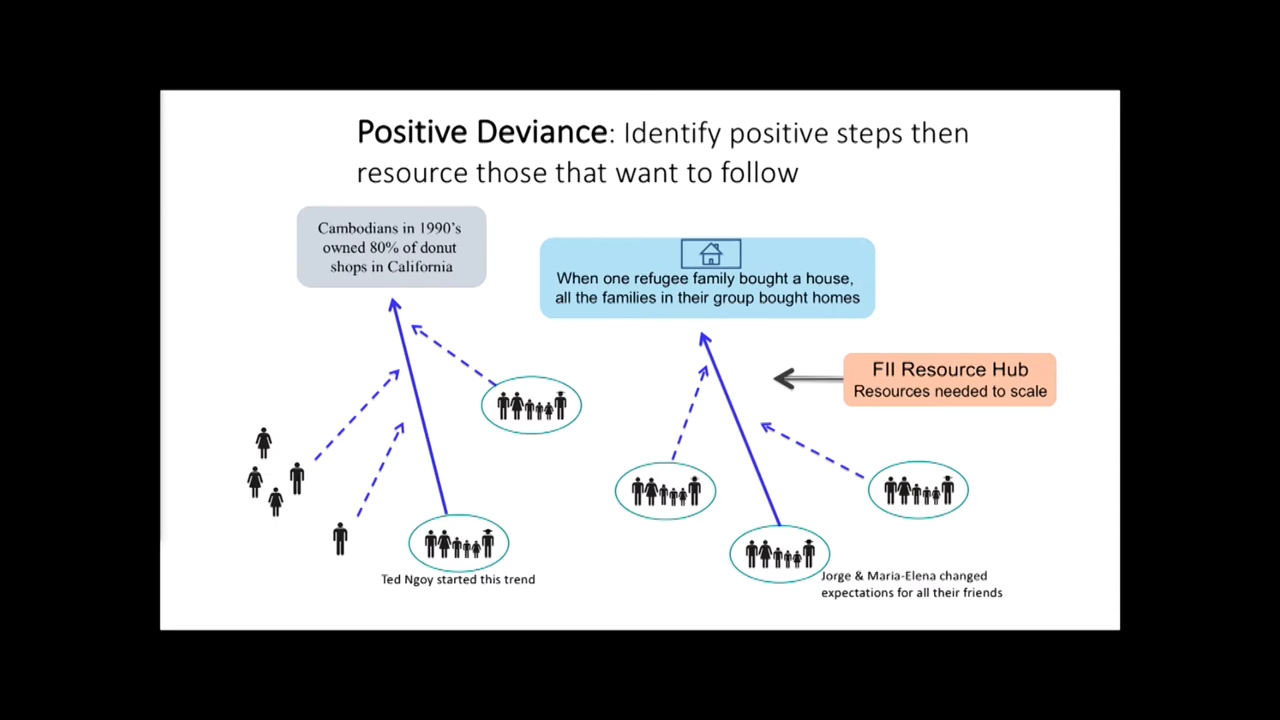 Positive Deviance: Identify positive steps then
resource those that want to follow
Cambodians in 1990's
owned 80% of donut
shops in California
When one refugee family bought a house,
all the families in their group bought homes
FII Resource Hub
Resources needed to scale
Ted Ngoy started this trend
Jorge & Maria-Elena changed
expectations for all their friends